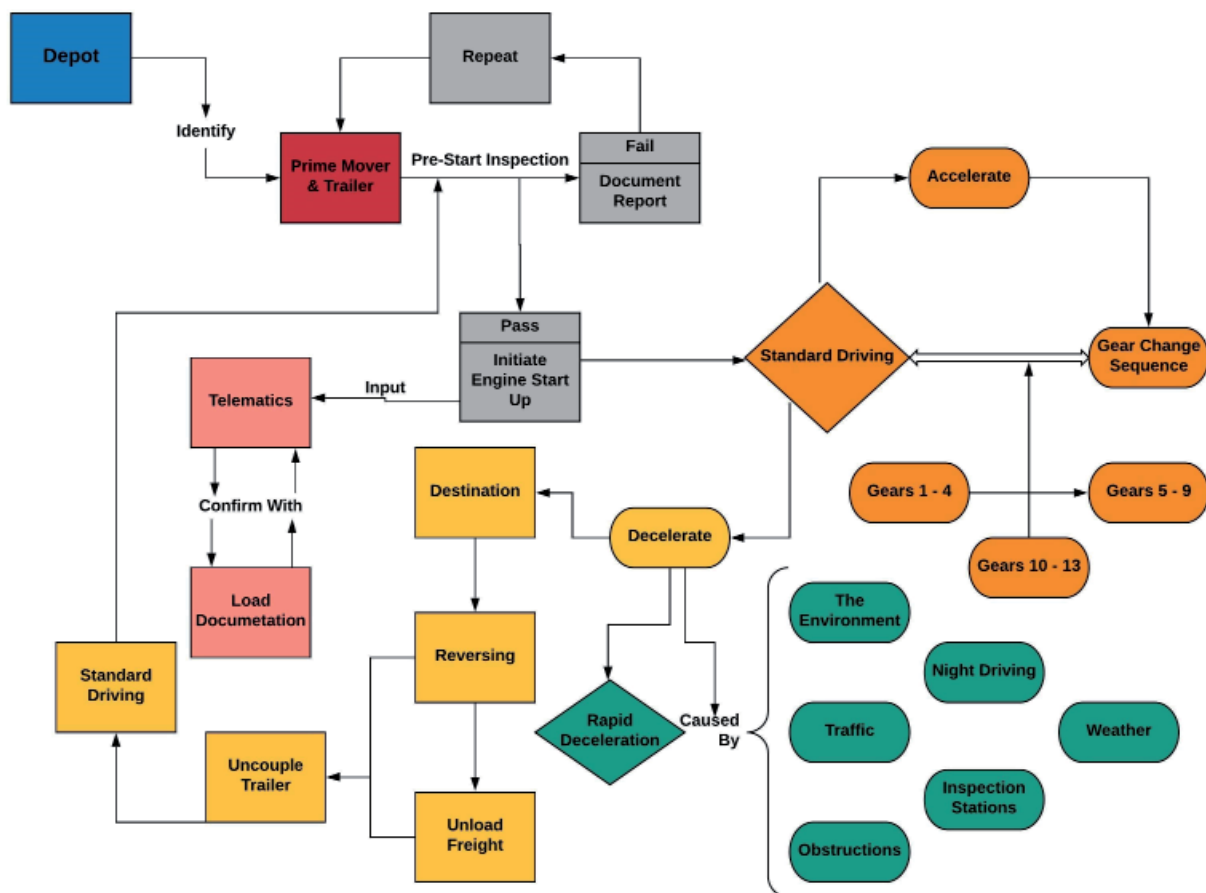 Depot
Repeat
Identify
Prime Mover
& Trailer
Pre-Start Inspection
Fail
Document
Report
Accelerate
Pass
Initiate
Engine Start
Up
Standard Driving
Gear Change
Sequence
Input
Telematics
Confirm With
Load
Documetation
Destination
Decelerate
Gears 1 - 4
Gears 5 - 9
Gears 10 - 13
The
Environment
Reversing
Standard
Driving
Night Driving
Rapid
Deceleration
Caused
By
Traffic
Weather
Uncouple
Trailer
Inspection
Stations
Unload
Freight
Obstructions